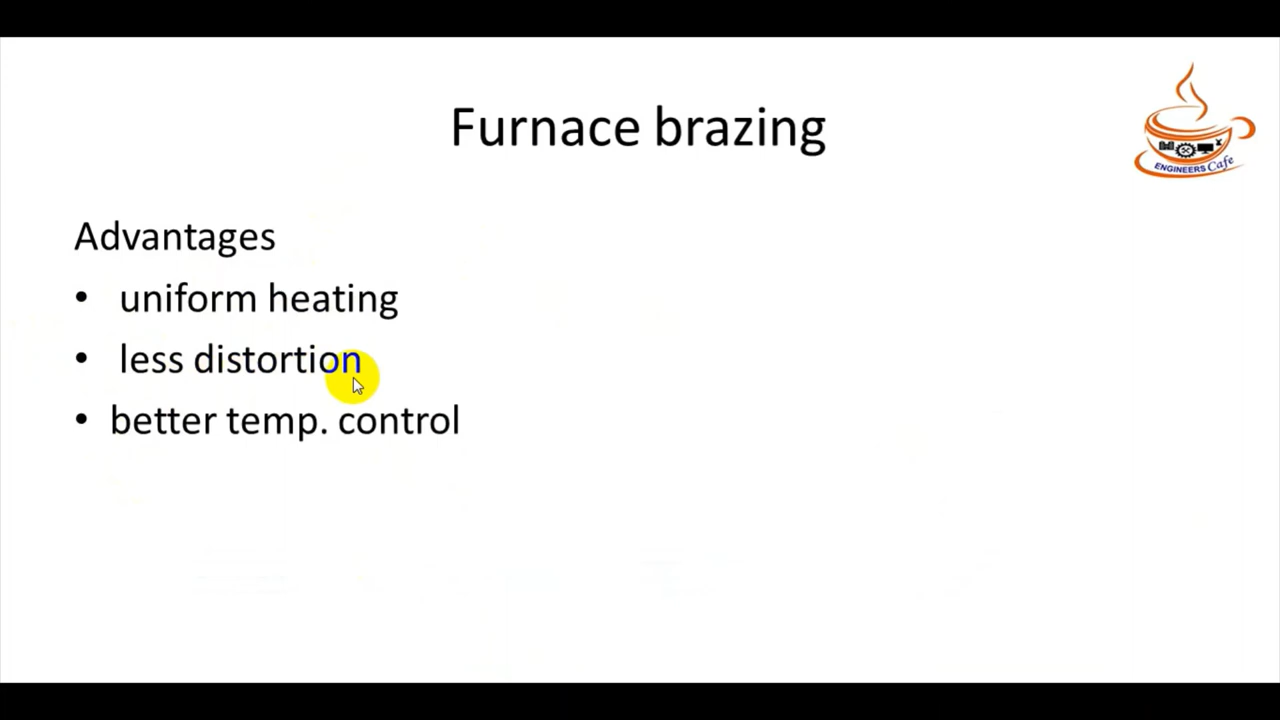 Furnace brazing
ENGINEERS Cafe
Advantages
• uniform heating
• less distortion
• better temp. control